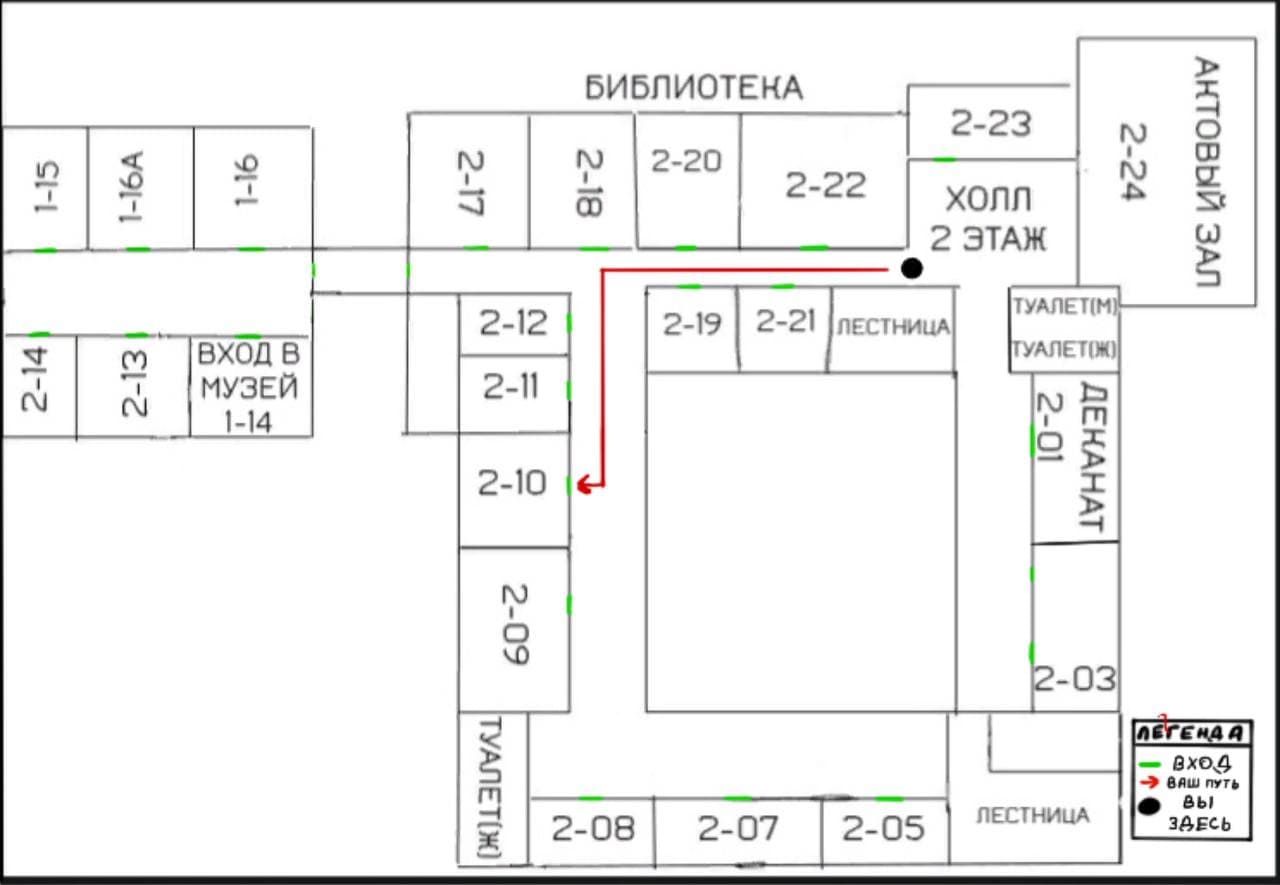 БИБЛИОТЕКА
1-15
1-16А
1-16
2-17
2-18
2-20
2-22
2-23
ХОЛЛ
2 ЭТАЖ
2-24
АКТОВЫЙ ЗАЛ
2-14
2-13
ВХОД В
МУЗЕЙ
1-14
2-12
2-11
2-10
2-09
2-19
2-21
ЛЕСТНИЦА
ТУАЛЕТ(М)
ТУАЛЕТ(Ж)
2-01
ДЕКАНАТ
2-03
ТУАЛЕТ(Ж)
2-08
2-07
2-05
ЛЕСТНИЦА
ЛЕГЕНДА
ВХОД
ВАШ ПУТЬ
ВЫ
ЗДЕСЬ